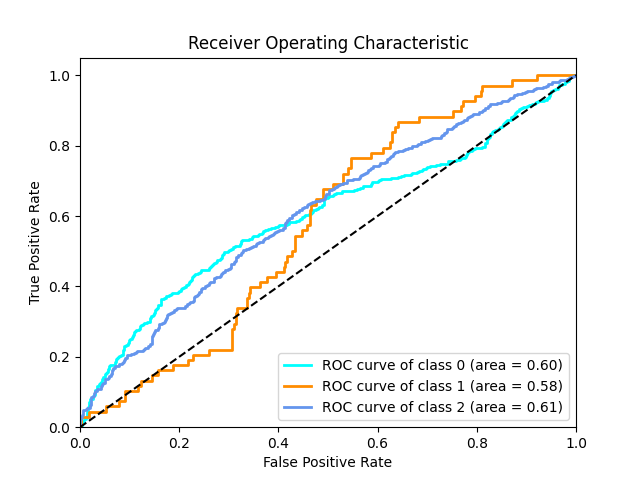 Receiver Operating Characteristic
True Positive Rate
1.0
0.8
0.6
0.4
0.2
0.0
ROC curve of class 0 (area = 0.60)
ROC curve of class 1 (area = 0.58)
ROC curve of class 2 (area = 0.61)
0.0 0.2 0.4 0.6 0.8 1.0
False Positive Rate